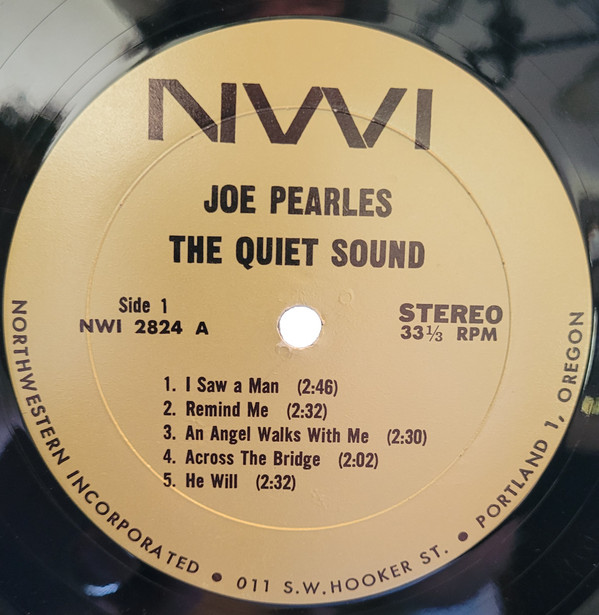 NWI
JOE PEARLES
THE QUIET SOUND
Side 1
NWI 2824 A
STEREO
33⅓ RPM
1. I Saw a Man (2:46)
2. Remind Me (2:32)
3. An Angel Walks With Me (2:30)
4. Across The Bridge (2:02)
5. He Will (2:32)
NORTHWESTERN INCORPORATED • 011 S.W. HOOKER ST. • PORTLAND 1, OREGON